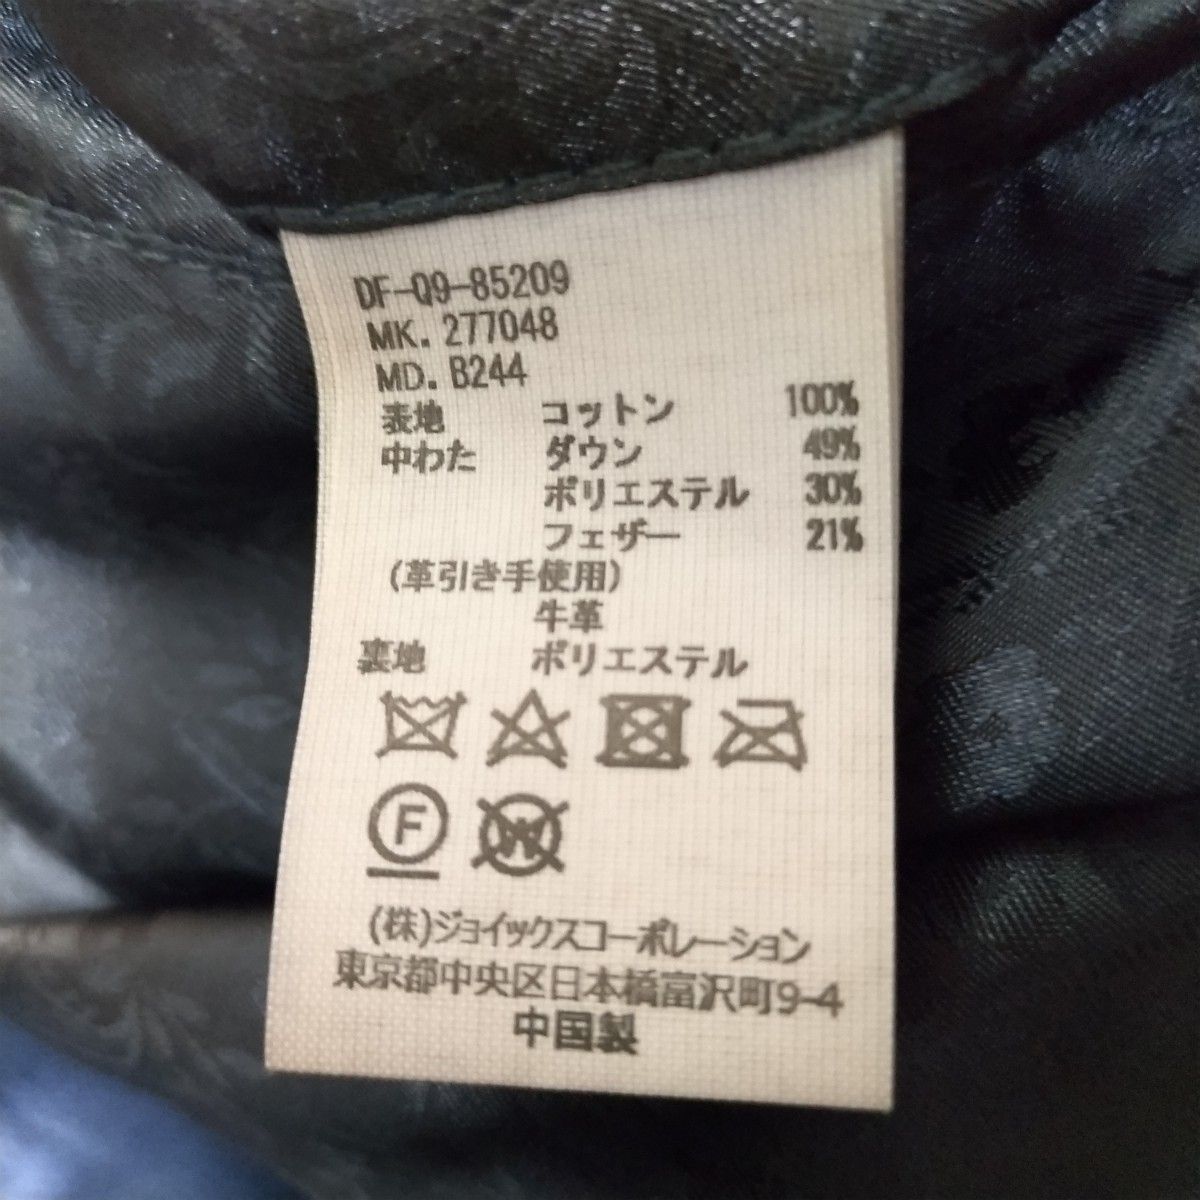 DF-Q9-85209
MK. 277048
MD. B244
表地 コットン 100%
中わた ダウン 49%
ポリエステル 30%
フェザー 21%
(革引き手使用)
牛革
裏地 ポリエステル
F
W
(株)ジョイックスコーポレーション
東京都中央区日本橋富沢町9-4
中国製